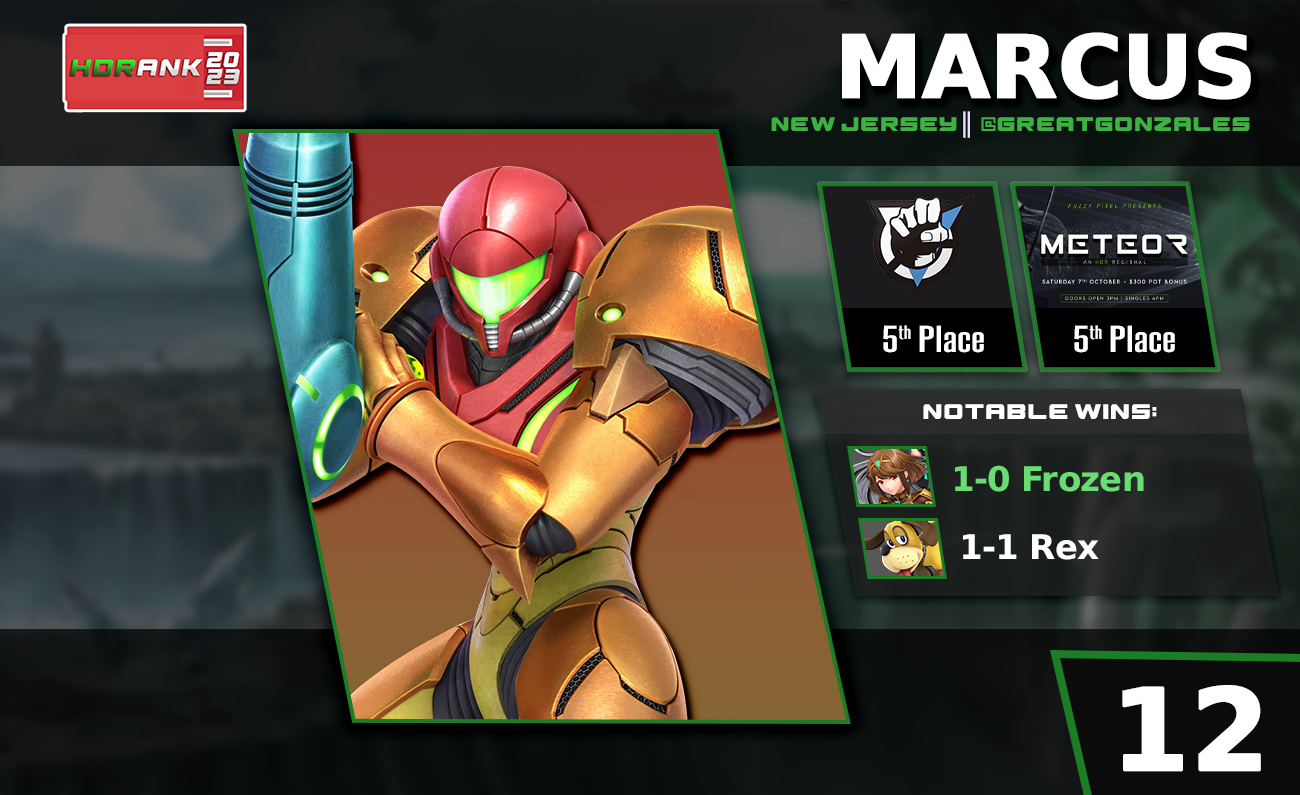 HDRANK 2023
MARCUS
NEW JERSEY || @GREATGONZALES
FUZZY PIXEL PRESENTS
METEOR
AN HDR REGIONAL
SATURDAY 7TH OCTOBER - $300 POT BONUS
DOORS OPEN 3PM | SINGLES 4PM
5th Place
5th Place
NOTABLE WINS:
1-0 Frozen
1-1 Rex
12